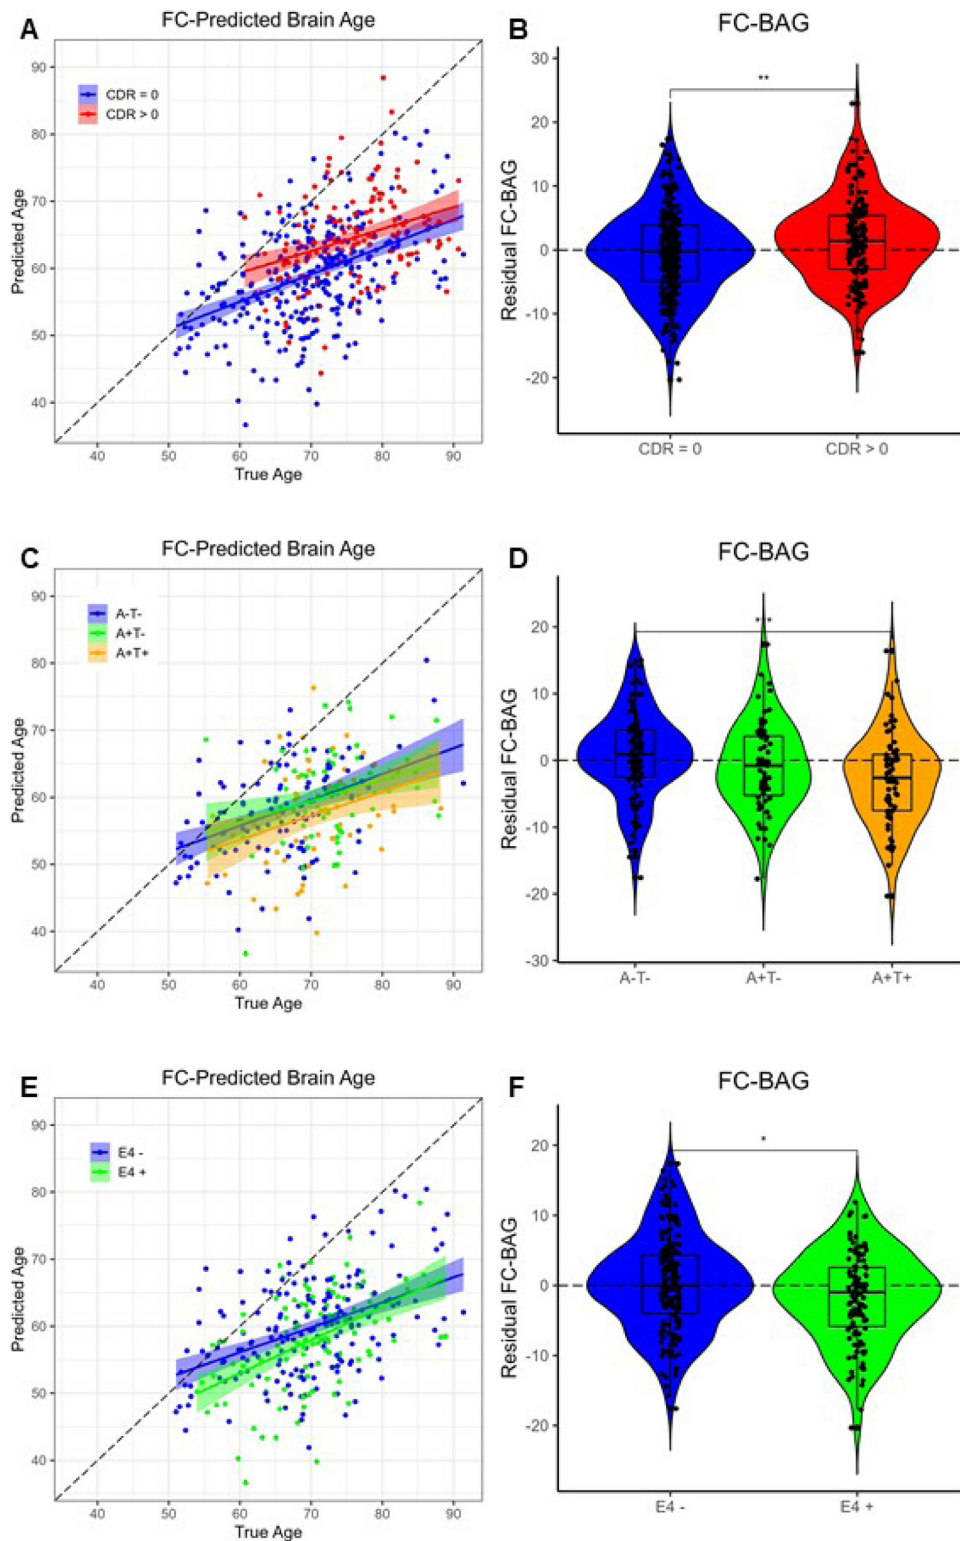 A
FC-Predicted Brain Age
CDR = 0
CDR > 0
90
80
70
60
50
40
Predicted Age
40 50 60 70 80 90
True Age
B
FC-BAG
**
30
20
10
0
-10
-20
Residual FC-BAG
CDR = 0 CDR > 0
C
FC-Predicted Brain Age
A-T-
A+T-
A+T+
90
80
70
60
50
40
Predicted Age
40 50 60 70 80 90
True Age
D
FC-BAG
20
10
0
-10
-20
-30
Residual FC-BAG
A-T- A+T- A+T+
E
FC-Predicted Brain Age
E4 -
E4 +
90
80
70
60
50
40
Predicted Age
40 50 60 70 80 90
True Age
F
FC-BAG
*
20
10
0
-10
-20
Residual FC-BAG
E4 - E4 +